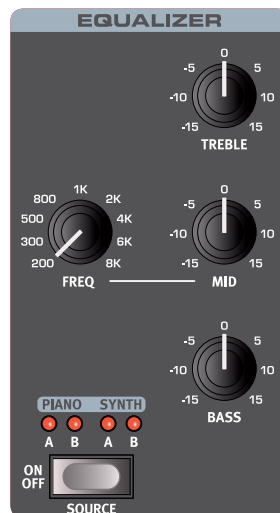 EQUALIZER
0
-5 5
-10 10
-15 15
TREBLE
1K
800 2K
500 4K
300 6K
200 8K
FREQ
0
-5 5
-10 10
-15 15
MID
0
-5 5
-10 10
-15 15
BASS
PIANO SYNTH
A B A B
ON
OFF
SOURCE